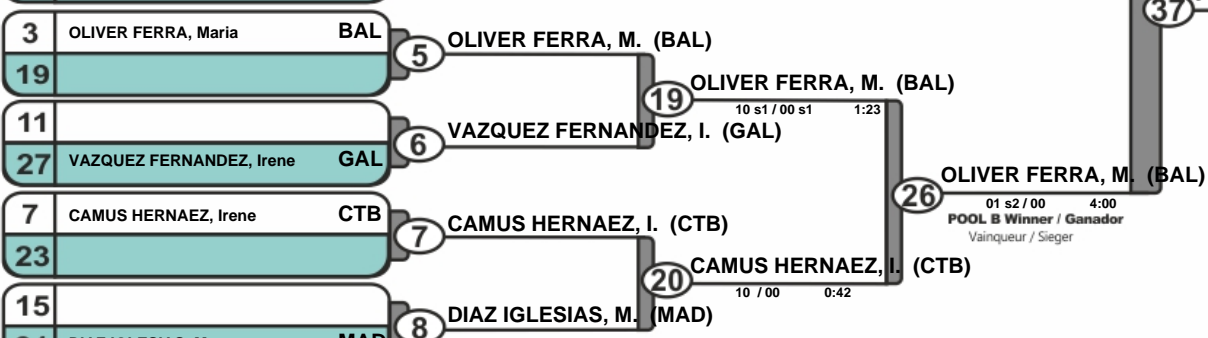 37
3 OLIVER FERRA, Maria BAL
19
5 OLIVER FERRA, M. (BAL)
19 OLIVER FERRA, M. (BAL)
10 s1 / 00 s1 1:23
11
27 VAZQUEZ FERNANDEZ, Irene GAL
6 VAZQUEZ FERNANDEZ, I. (GAL)
26 OLIVER FERRA, M. (BAL)
01 s2 / 00 4:00
POOL B Winner / Ganador
Vainqueur / Sieger
7 CAMUS HERNAEZ, Irene CTB
23
7 CAMUS HERNAEZ, I. (CTB)
20 CAMUS HERNAEZ, I. (CTB)
10 / 00 0:42
15
8 DIAZ IGLESIAS, M. (MAD)
MAD